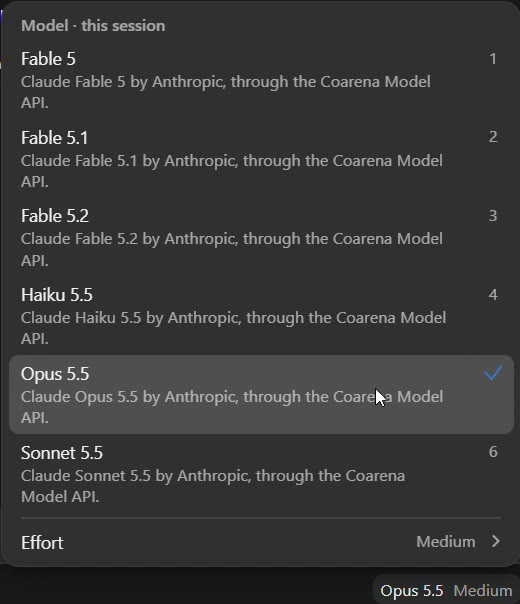 Model · this session
Fable 5
1
Claude Fable 5 by Anthropic, through the Coarena Model
API.
Fable 5.1
2
Claude Fable 5.1 by Anthropic, through the Coarena Model
API.
Fable 5.2
3
Claude Fable 5.2 by Anthropic, through the Coarena Model
API.
Haiku 5.5
4
Claude Haiku 5.5 by Anthropic, through the Coarena Model
API.
Opus 5.5
Claude Opus 5.5 by Anthropic, through the Coarena Model
API.
Sonnet 5.5
6
Claude Sonnet 5.5 by Anthropic, through the Coarena
Model API.
Effort
Medium
Opus 5.5 Medium